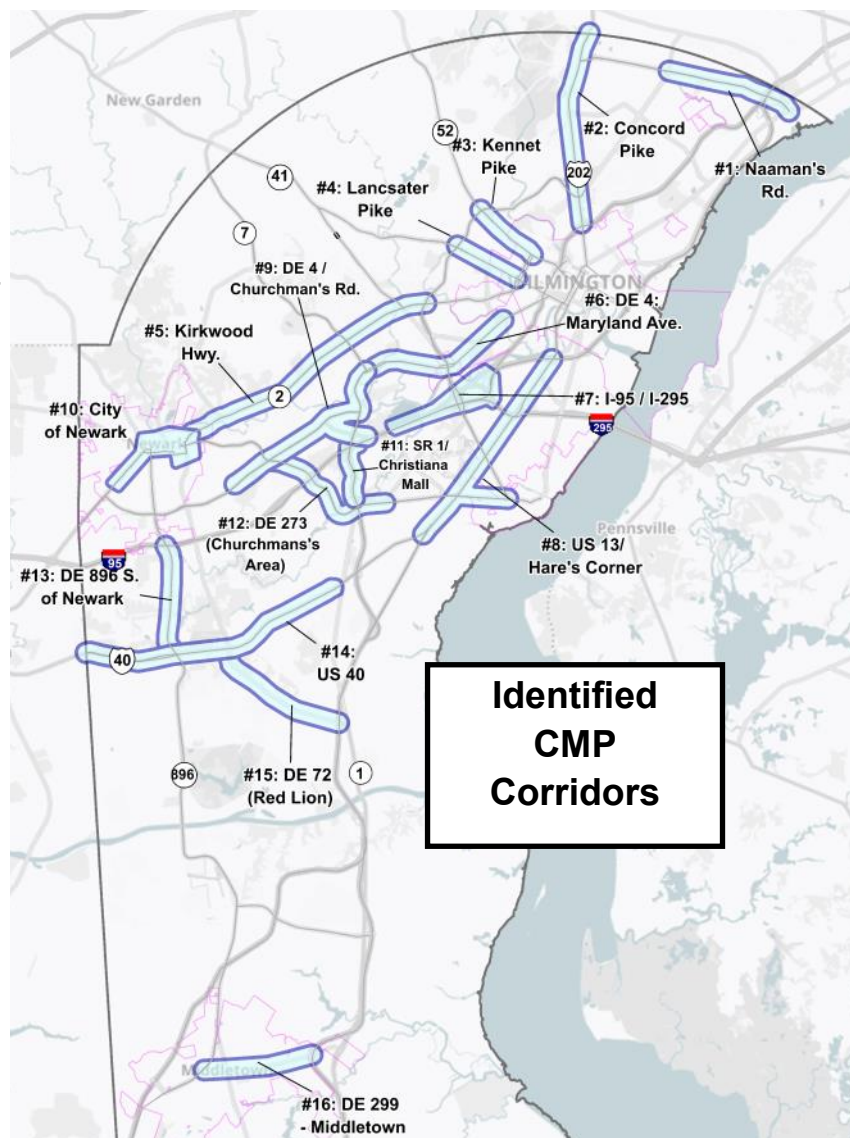 New Garden
52
#2: Concord
Pike
#3: Kennet
Pike
#1: Naaman's
Rd.
202
41
#4: Lancsater
Pike
7
#9: DE 4 /
Churchman's Rd.
WILMINGTON
#6: DE 4:
Maryland Ave.
#5: Kirkwood
Hwy.
2
#7: I-95 / I-295
295
#10: City
of Newark
Newark
#11: SR 1/
Christiana
Mall
#12: DE 273
(Churchmans's
Area)
Pennsville
#8: US 13/
Hare's Corner
95
#13: DE 896 S.
of Newark
40
#14:
US 40
Identified
CMP
Corridors
896
#15: DE 72
(Red Lion)
1
Middletown
#16: DE 299
- Middletown